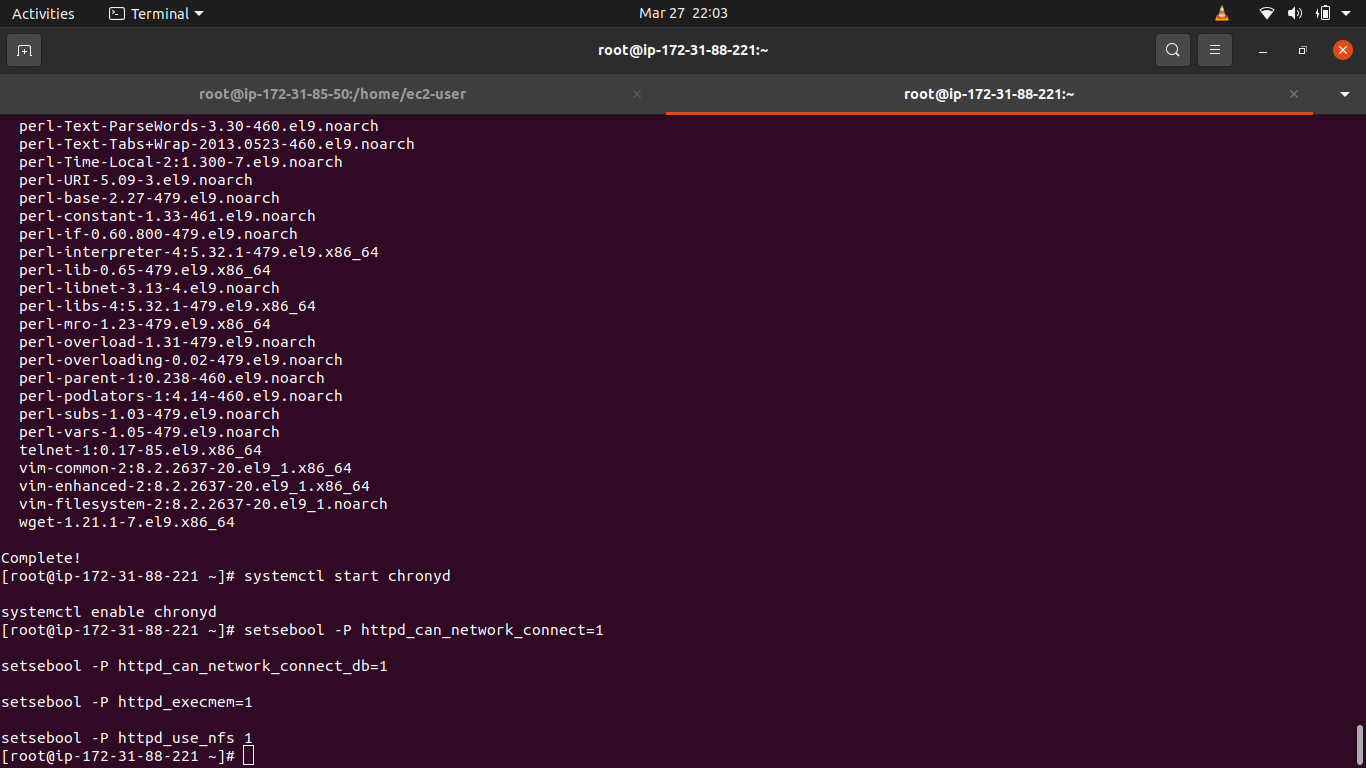 Activities
Terminal
Mar 27 22:03
root@ip-172-31-88-221:~
root@ip-172-31-85-50:/home/ec2-user
root@ip-172-31-88-221:~
perl-Text-ParseWords-3.30-460.el9.noarch
perl-Text-Tabs+Wrap-2013.0523-460.el9.noarch
perl-Time-Local-2:1.300-7.el9.noarch
perl-URI-5.09-3.el9.noarch
perl-base-2.27-479.el9.noarch
perl-constant-1.33-461.el9.noarch
perl-if-0.60.800-479.el9.noarch
perl-interpreter-4:5.32.1-479.el9.x86_64
perl-lib-0.65-479.el9.x86_64
perl-libnet-3.13-4.el9.noarch
perl-libs-4:5.32.1-479.el9.x86_64
perl-mro-1.23-479.el9.x86_64
perl-overload-1.31-479.el9.noarch
perl-overloading-0.02-479.el9.noarch
perl-parent-1:0.238-460.el9.noarch
perl-podlators-1:4.14-460.el9.noarch
perl-subs-1.03-479.el9.noarch
perl-vars-1.05-479.el9.noarch
telnet-1:0.17-85.el9.x86_64
vim-common-2:8.2.2637-20.el9_1.x86_64
vim-enhanced-2:8.2.2637-20.el9_1.x86_64
vim-filesystem-2:8.2.2637-20.el9_1.noarch
wget-1.21.1-7.el9.x86_64
Complete!
[root@ip-172-31-88-221 ~]# systemctl start chronyd
systemctl enable chronyd
[root@ip-172-31-88-221 ~]# setsebool -P httpd_can_network_connect=1
setsebool -P httpd_can_network_connect_db=1
setsebool -P httpd_execmem=1
setsebool -P httpd_use_nfs 1
[root@ip-172-31-88-221 ~]#